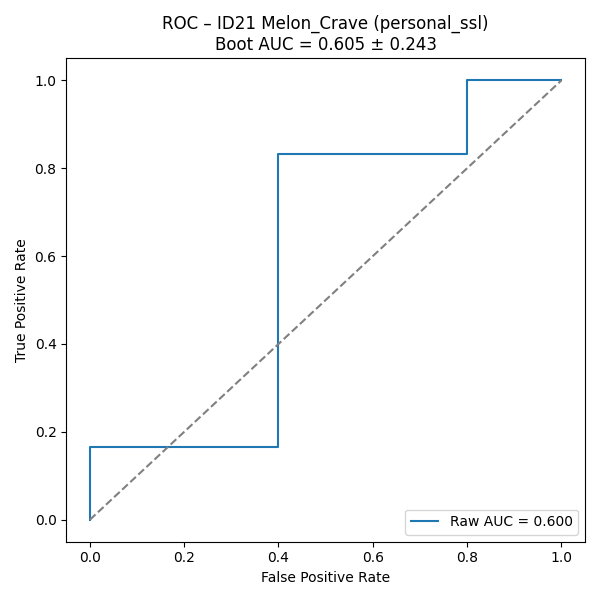 ROC – ID21 Melon_Crave (personal_ssl)
Boot AUC = 0.605 ± 0.243
True Positive Rate
1.0
0.8
0.6
0.4
0.2
0.0
Raw AUC = 0.600
0.0 0.2 0.4 0.6 0.8 1.0
False Positive Rate